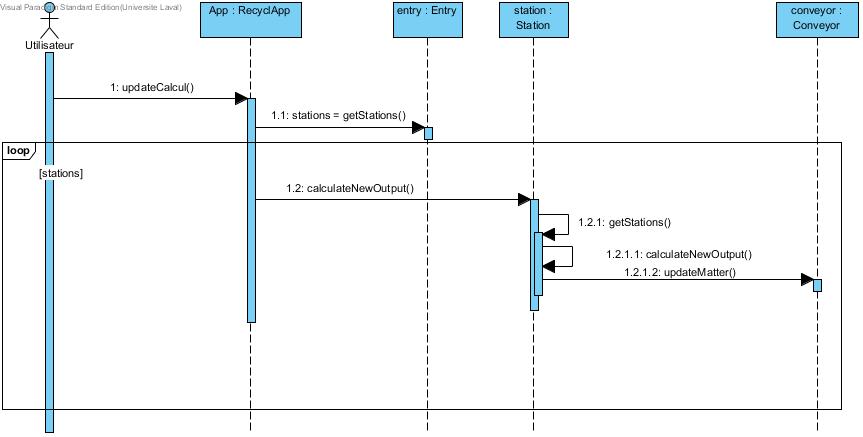 Visual Paradigm Standard Edition(Universite Laval)
App : RecyclApp
entry : Entry
station :
Station
conveyor :
Conveyor
Utilisateur
1: updateCalcul()
1.1: stations = getStations()
loop
[stations]
1.2: calculateNewOutput()
1.2.1: getStations()
1.2.1.1: calculateNewOutput()
1.2.1.2: updateMatter()